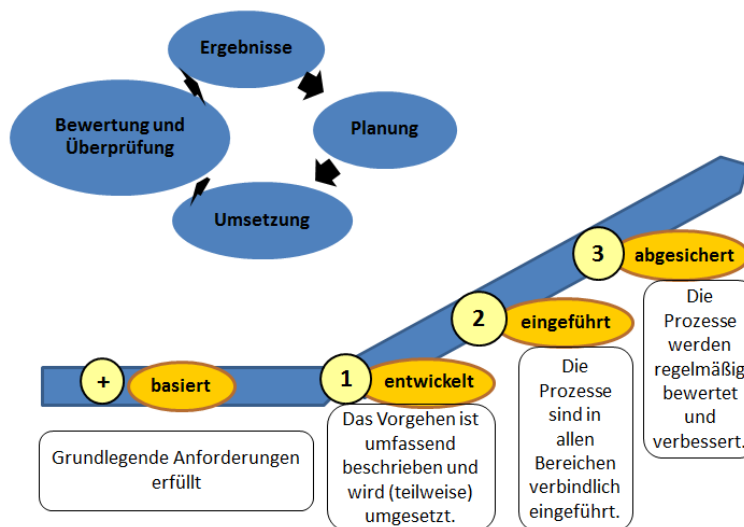 Ergebnisse
Bewertung und
Überprüfung
Planung
Umsetzung
+
basiert
Grundlegende Anforderungen
erfüllt
1
entwickelt
Das Vorgehen ist
umfassend
beschrieben und
wird (teilweise)
umgesetzt.
2
eingeführt
Die
Prozesse
sind in
allen
Bereichen
verbindlich
eingeführt.
3
abgesichert
Die
Prozesse
werden
regelmäßig
bewertet
und
verbessert.